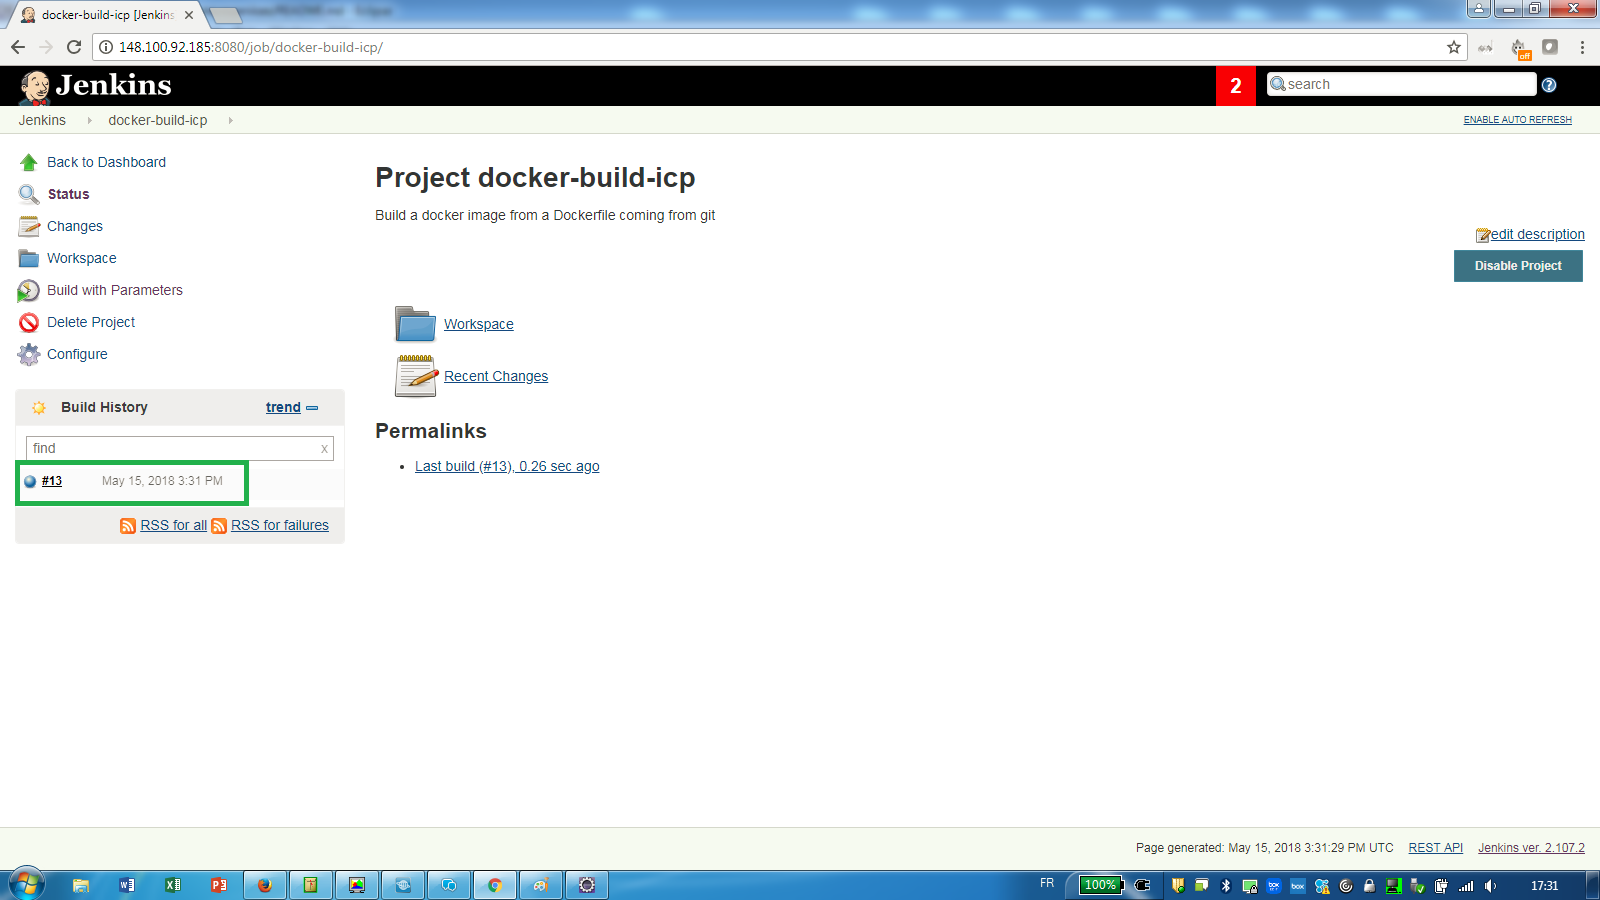 docker-build-icp [Jenkins
148.100.92.185:8080/job/docker-build-icp/
off
Jenkins
2
search
Jenkins
docker-build-icp
ENABLE AUTO REFRESH
Back to Dashboard
Status
Changes
Workspace
Build with Parameters
Delete Project
Configure
Build History
trend
find
x
#13
May 15, 2018 3:31 PM
RSS for all
RSS for failures
Project docker-build-icp
Build a docker image from a Dockerfile coming from git
edit description
Disable Project
Workspace
Recent Changes
Permalinks
Last build (#13), 0.26 sec ago
Page generated: May 15, 2018 3:31:29 PM UTC
REST API
Jenkins ver. 2.107.2
FR
100%
box
17:31